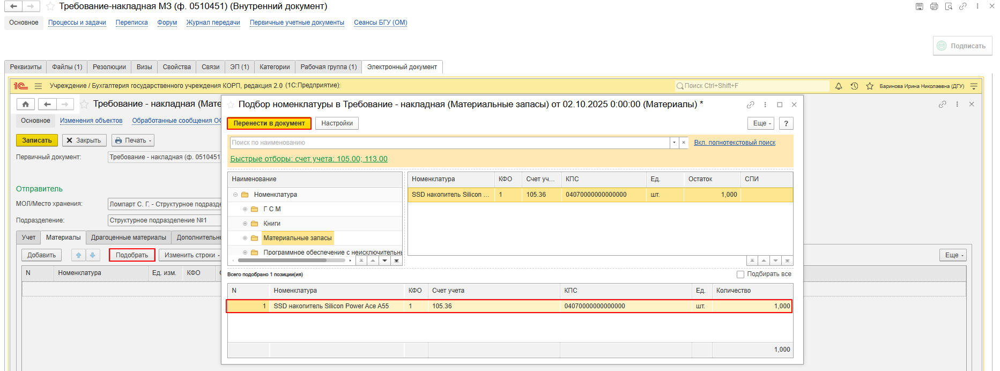 Требование-накладная МЗ (ф. 0510451) (Внутренний документ)
Основное Процессы и задачи Переписка Форум Журнал передачи Первичные учетные документы Сеансы БГУ (ОМ)
Подписать
Реквизиты Файлы (1) Резолюции Визы Свойства Связи ЭП (1) Категории Рабочая группа (1) Электронный документ
1С Учреждение / Бухгалтерия государственного учреждения КОРП, редакция 2.0 (1С:Предприятие) Поиск Ctrl+Shift+F Баринова Ирина Николаевна (ДГУ)
Требование - накладная (Мате
Основное Изменения объектов Обработанные сообщения ОС
Записать Закрыть Печать
Первичный документ: Требование - накладная (ф. 0510451)
Отправитель
МОЛ/Место хранения: Ломпарт С. Г. - Структурное подразде
Подразделение: Структурное подразделение №1
Учет Материалы Драгоценные материалы Дополнительно
Добавить Подобрать Изменить строки Еще
N Номенклатура Ед. изм. КФО
Подбор номенклатуры в Требование - накладная (Материальные запасы) от 02.10.2025 0:00:00 (Материалы) *
Перенести в документ Настройки Еще ?
Поиск по наименованию Вкл. полнотекстовый поиск
Быстрые отборы: счет учета: 105.00; 113.00
Наименование
Номенклатура
Г С М
Книги
Материальные запасы
Программное обеспечение с неисключительны
Номенклатура КФО Счет уч... КПС Ед. Остаток СПИ
SSD накопитель Silicon ... 1 105.36 04070000000000000 шт. 1,000
Всего подобрано 1 позиции(ия) Подбирать все
N Номенклатура КФО Счет учета КПС Ед. Количество
1 SSD накопитель Silicon Power Ace A55 1 105.36 04070000000000000 шт. 1,000
1,000